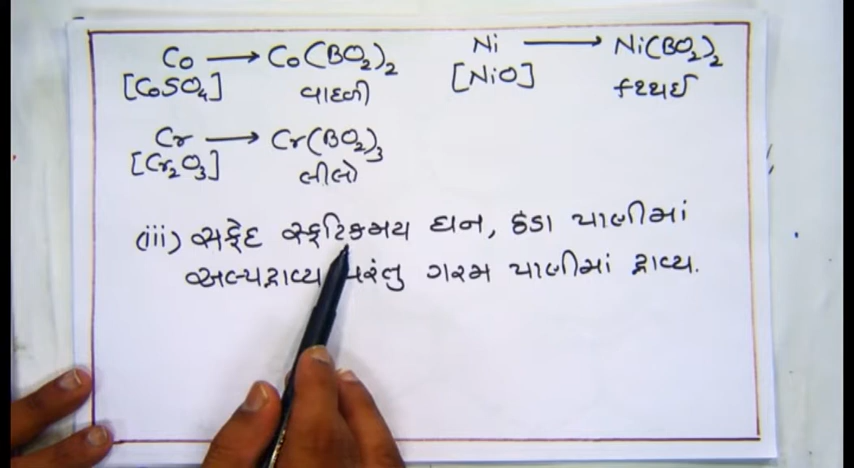 Co ⟶ Co(BO₂)₂ Ni ⟶ Ni(BO₂)₂
[CoSO₄] વાદળી [NiO] કથ્થઈ
Cr ⟶ Cr(BO₂)₃
[Cr₂O₃] લીલો
(iii) સફેદ સ્ફટિકમય ઘન, ઠંડા પાણીમાં
અલ્પદ્રાવ્ય પરંતુ ગરમ પાણીમાં દ્રાવ્ય.